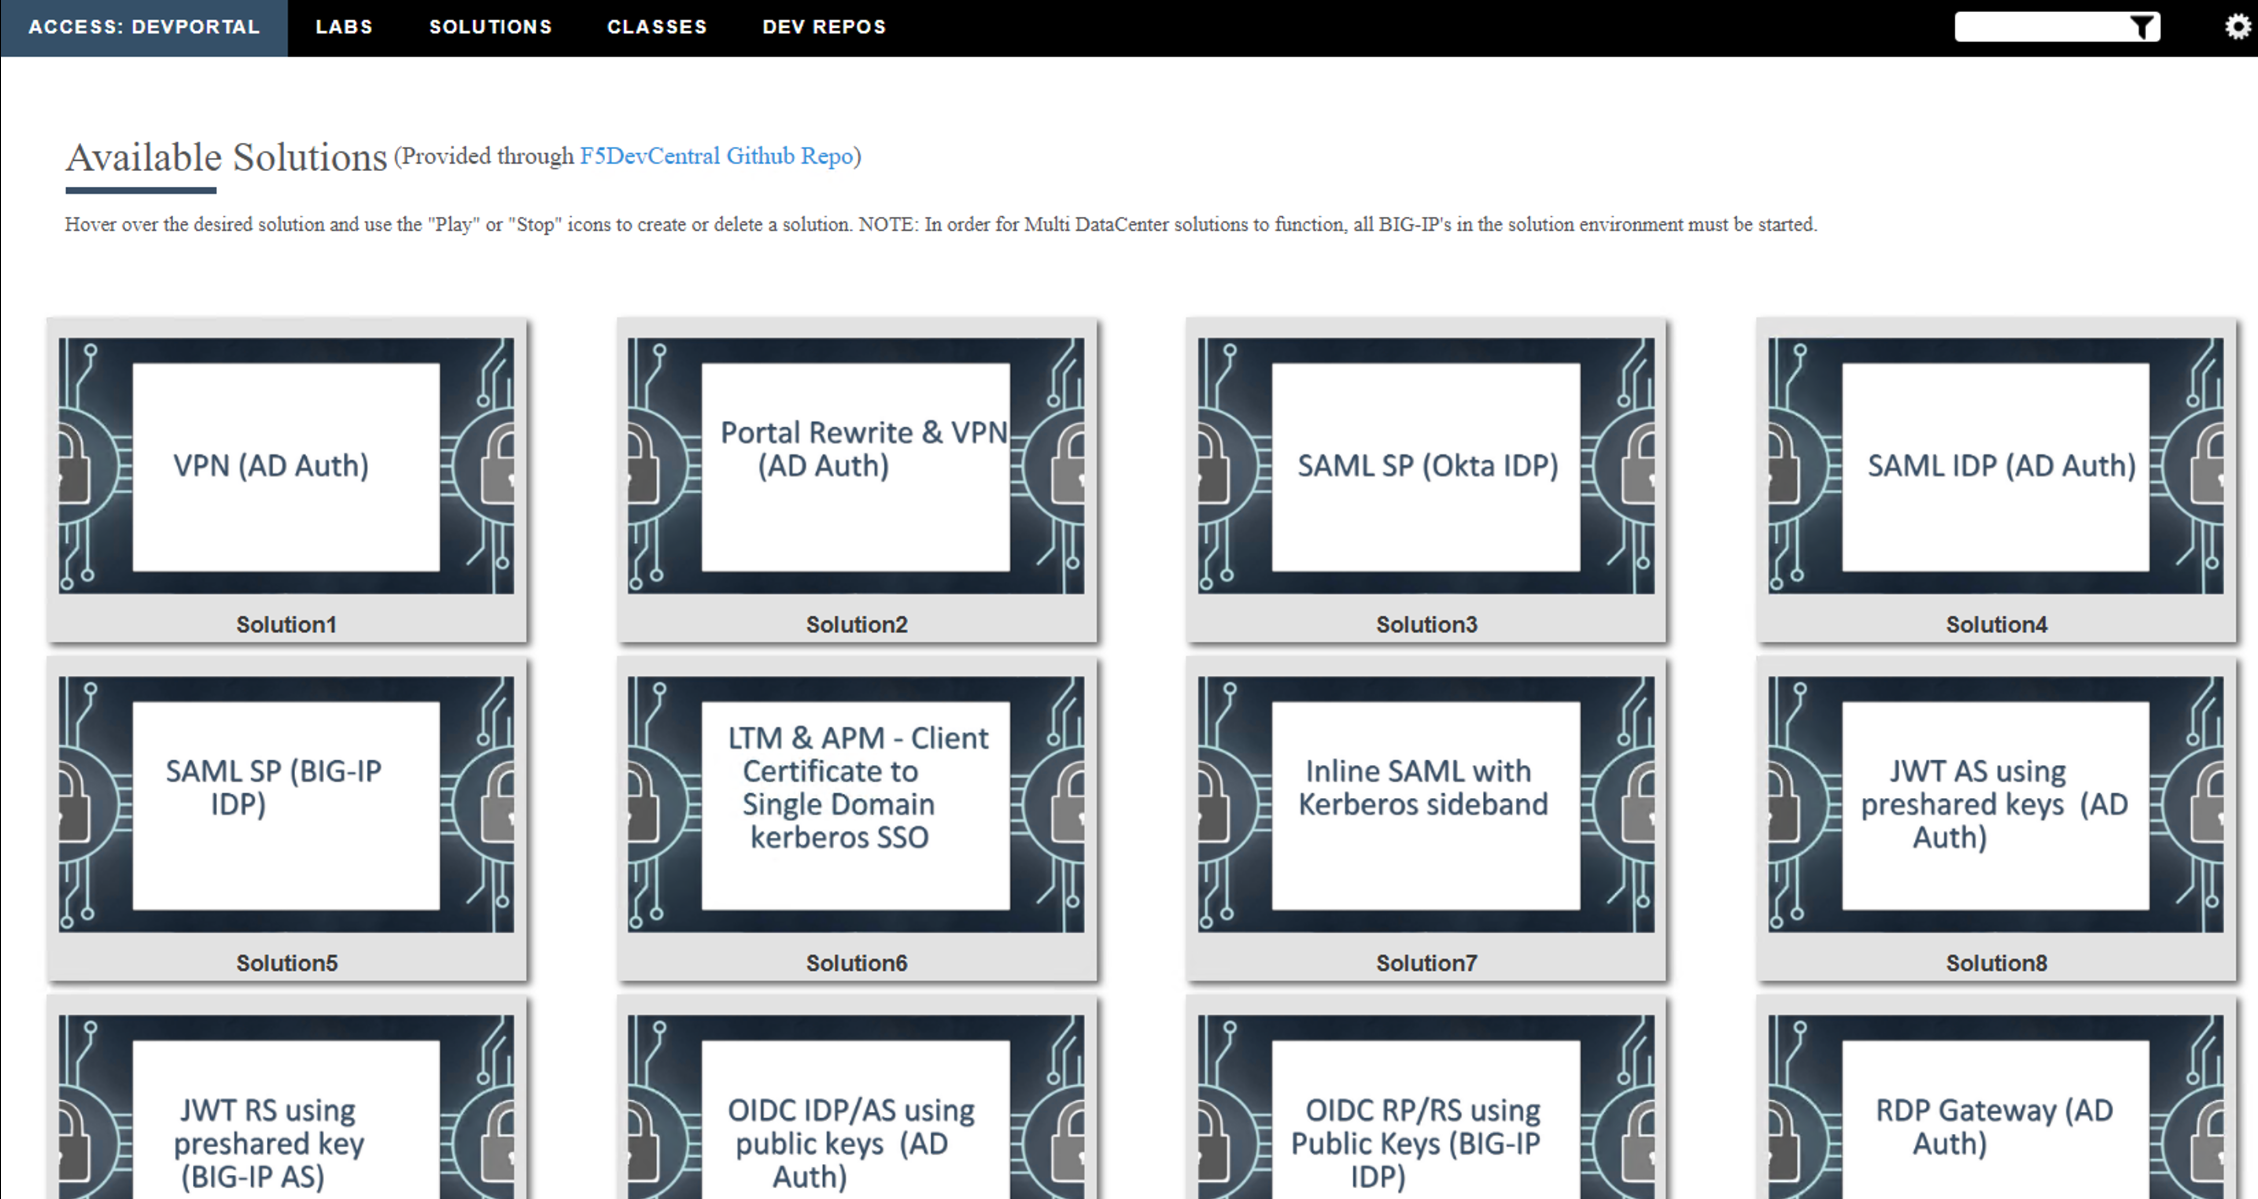 ACCESS: DEVPORTAL LABS SOLUTIONS CLASSES DEV REPOS
Available Solutions (Provided through F5DevCentral Github Repo)
Hover over the desired solution and use the "Play" or "Stop" icons to create or delete a solution. NOTE: In order for Multi DataCenter solutions to function, all BIG-IP's in the solution environment must be started.
VPN (AD Auth)
Solution1
Portal Rewrite & VPN
(AD Auth)
Solution2
SAML SP (Okta IDP)
Solution3
SAML IDP (AD Auth)
Solution4
SAML SP (BIG-IP
IDP)
Solution5
LTM & APM - Client
Certificate to
Single Domain
kerberos SSO
Solution6
Inline SAML with
Kerberos sideband
Solution7
JWT AS using
preshared keys (AD
Auth)
Solution8
JWT RS using
preshared key
(BIG-IP AS)
OIDC IDP/AS using
public keys (AD
Auth)
OIDC RP/RS using
Public Keys (BIG-IP
IDP)
RDP Gateway (AD
Auth)